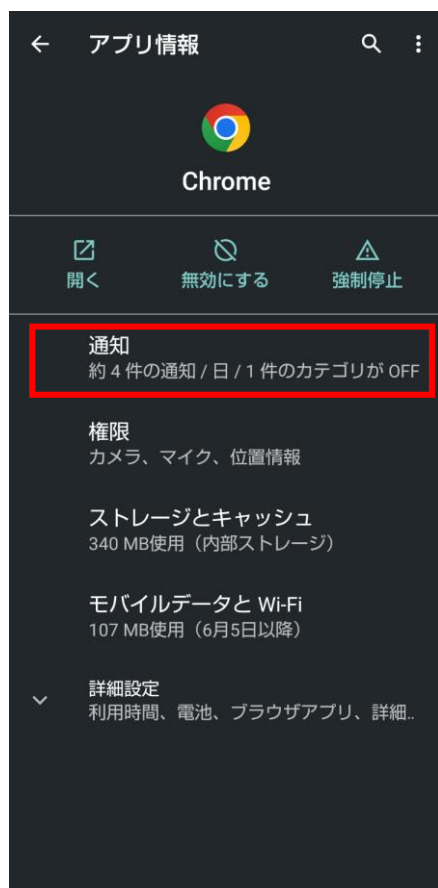 アプリ情報
Chrome
開く
無効にする
強制停止
通知
約 4 件の通知 / 日 / 1 件のカテゴリが OFF
権限
カメラ、マイク、位置情報
ストレージとキャッシュ
340 MB使用（内部ストレージ）
モバイルデータと Wi-Fi
107 MB使用（6月5日以降）
詳細設定
利用時間、電池、ブラウザアプリ、詳細..